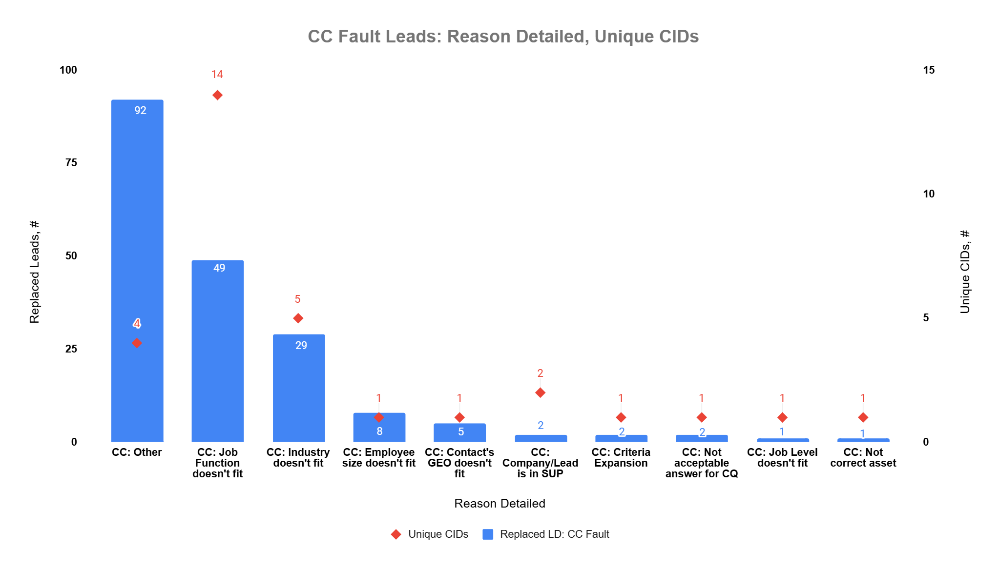 CC Fault Leads: Reason Detailed, Unique CIDs
100
75
50
25
0
Replaced Leads, #
15
10
5
0
Unique CIDs, #
92
49
29
8
5
2
2
2
1
1
4
14
5
1
1
2
1
1
1
1
CC: Other
CC: Job
Function
doesn't fit
CC: Industry
doesn't fit
CC: Employee
size doesn't fit
CC: Contact's
GEO doesn't
fit
CC:
Company/Lead
is in SUP
CC: Criteria
Expansion
CC: Not
acceptable
answer for CQ
CC: Job Level
doesn't fit
CC: Not
correct asset
Reason Detailed
Unique CIDs
Replaced LD: CC Fault